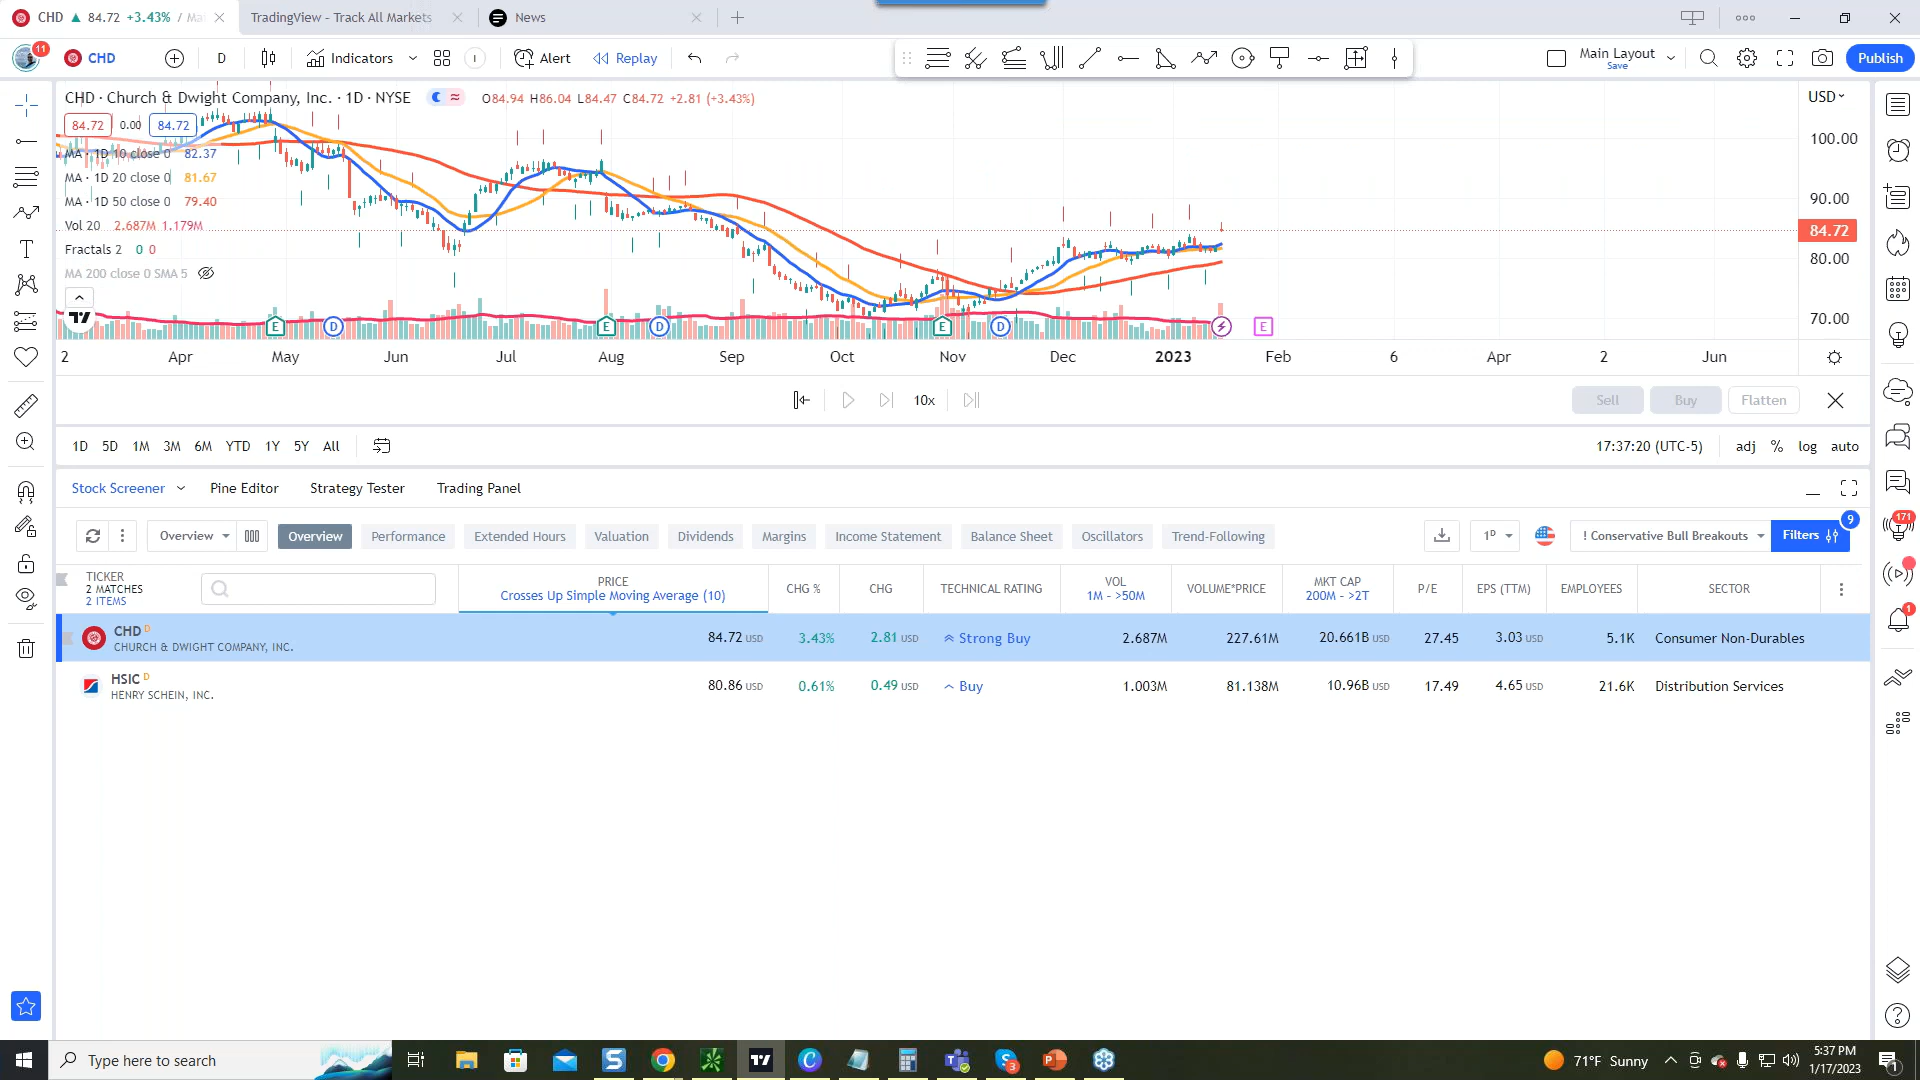 CHD ▲ 84.72 +3.43% / Ma
TradingView - Track All Markets
News
11
CHD
D
Indicators
Alert
Replay
Main Layout
Save
Publish
CHD · Church & Dwight Company, Inc. · 1D · NYSE
O84.94 H86.04 L84.47 C84.72 +2.81 (+3.43%)
USD
84.72 0.00 84.72
MA · 1D 10 close 0 82.37
MA · 1D 20 close 0 81.67
MA · 1D 50 close 0 79.40
Vol 20 2.687M 1.179M
Fractals 2 0 0
MA 200 close 0 SMA 5
100.00
90.00
84.72
80.00
70.00
E D E D E D E
2 Apr May Jun Jul Aug Sep Oct Nov Dec 2023 Feb 6 Apr 2 Jun
10x
Sell Buy Flatten
1D 5D 1M 3M 6M YTD 1Y 5Y All
17:37:20 (UTC-5) adj % log auto
Stock Screener Pine Editor Strategy Tester Trading Panel
171
9
Overview
Overview Performance Extended Hours Valuation Dividends Margins Income Statement Balance Sheet Oscillators Trend-Following
1D
! Conservative Bull Breakouts
Filters
TICKER
2 MATCHES
2 ITEMS
PRICE
Crosses Up Simple Moving Average (10)
CHG %
CHG
TECHNICAL RATING
VOL
1M - >50M
VOLUME*PRICE
MKT CAP
200M - >2T
P/E
EPS (TTM)
EMPLOYEES
SECTOR
1
CHD D
CHURCH & DWIGHT COMPANY, INC.
84.72 USD 3.43% 2.81 USD Strong Buy 2.687M 227.61M 20.661B USD 27.45 3.03 USD 5.1K Consumer Non-Durables
HSIC D
HENRY SCHEIN, INC.
80.86 USD 0.61% 0.49 USD Buy 1.003M 81.138M 10.96B USD 17.49 4.65 USD 21.6K Distribution Services
Type here to search
3
71°F Sunny
5:37 PM
1/17/2023
1